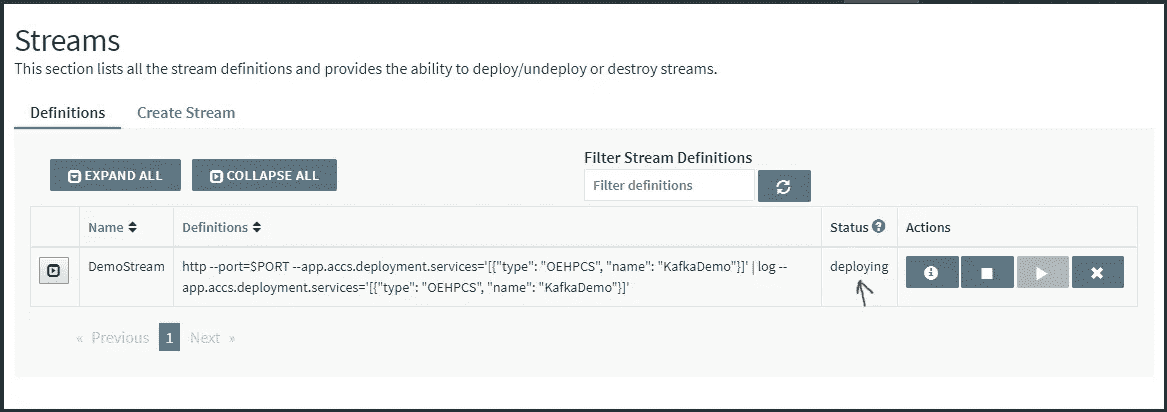 Streams
This section lists all the stream definitions and provides the ability to deploy/undeploy or destroy streams.
Definitions Create Stream
Filter Stream Definitions
EXPAND ALL COLLAPSE ALL Filter definitions
Name Definitions Status Actions
DemoStream http --port=$PORT --app.accs.deployment.services='[{"type": "OEHPCS", "name": "KafkaDemo"}]' | log -- deploying
app.accs.deployment.services='[{"type": "OEHPCS", "name": "KafkaDemo"}]'
« Previous 1 Next »